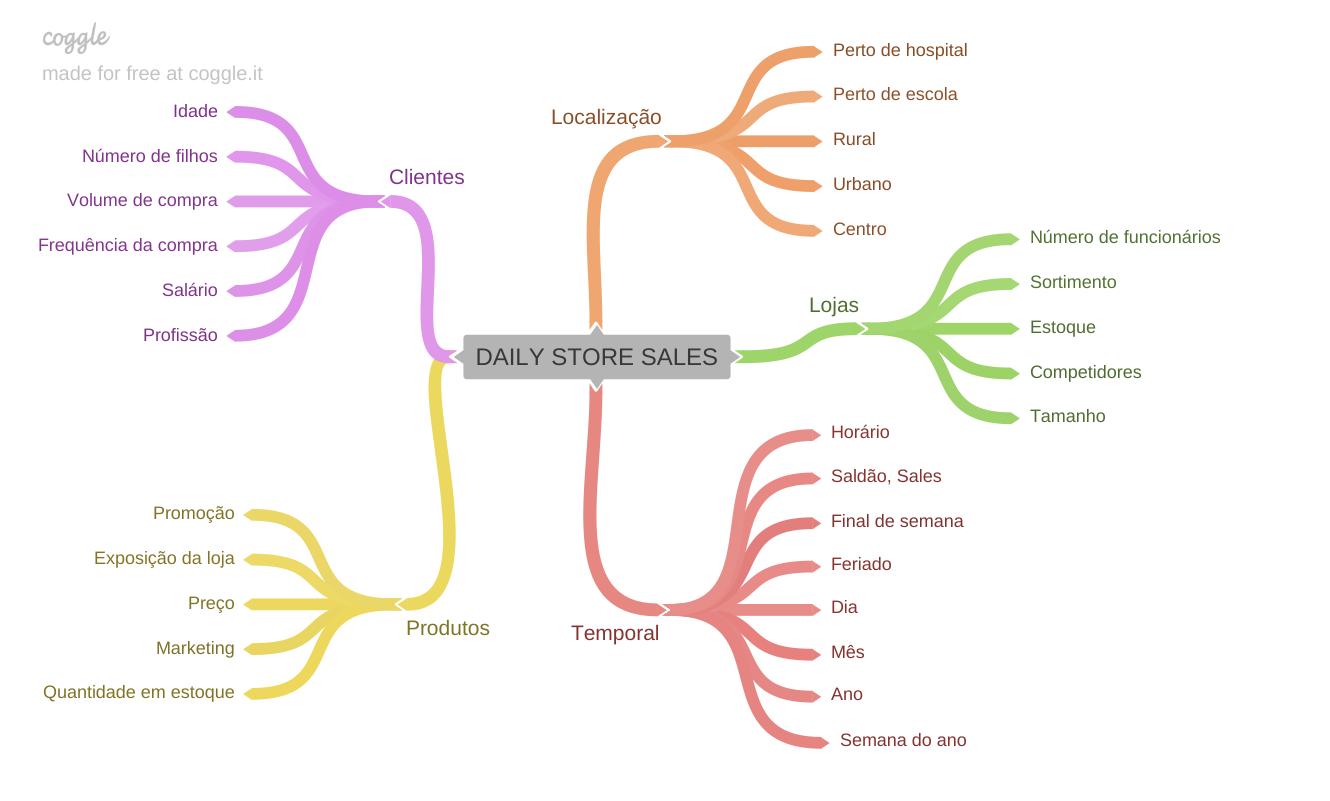 coggle
made for free at coggle.it
DAILY STORE SALES
Clientes
Idade
Número de filhos
Volume de compra
Frequência da compra
Salário
Profissão
Localização
Perto de hospital
Perto de escola
Rural
Urbano
Centro
Lojas
Número de funcionários
Sortimento
Estoque
Competidores
Tamanho
Produtos
Promoção
Exposição da loja
Preço
Marketing
Quantidade em estoque
Temporal
Horário
Saldão, Sales
Final de semana
Feriado
Dia
Mês
Ano
Semana do ano